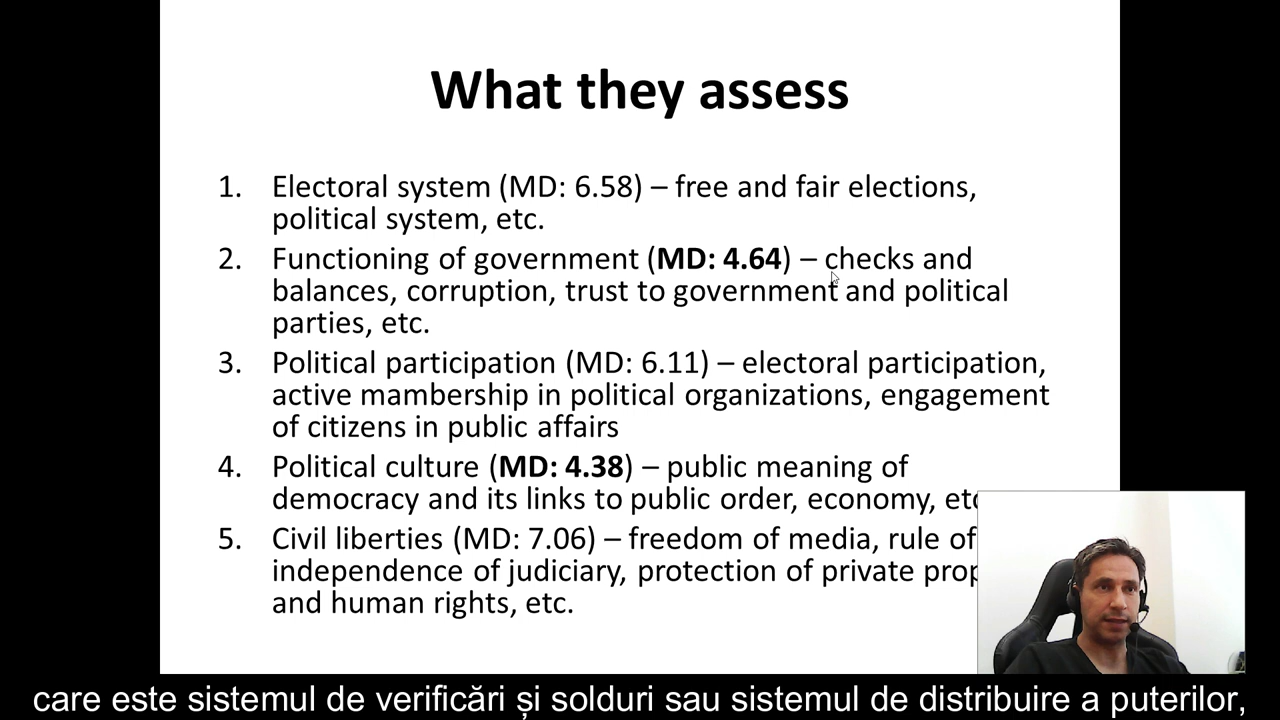 What they assess
1. Electoral system (MD: 6.58) – free and fair elections,
political system, etc.
2. Functioning of government (MD: 4.64) – checks and
balances, corruption, trust to government and political
parties, etc.
3. Political participation (MD: 6.11) – electoral participation,
active mambership in political organizations, engagement
of citizens in public affairs
4. Political culture (MD: 4.38) – public meaning of
democracy and its links to public order, economy,
5. Civil liberties (MD: 7.06) – freedom of media, rule of
independence of judiciary, protection of private
and human rights, etc.
care este sistemul de verificări și solduri sau sistemul de distribuire a puterilor,